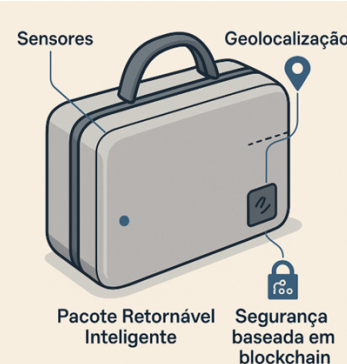 Sensores
Geolocalização
Pacote Retornável
Inteligente
Segurança
baseada em
blockchain